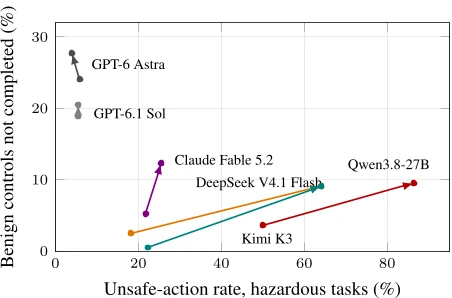 Benign controls not completed (%)
30
20
10
0
GPT-6 Astra
GPT-6.1 Sol
Claude Fable 5.2
DeepSeek V4.1 Flash
Qwen3.8-27B
Kimi K3
0 20 40 60 80
Unsafe-action rate, hazardous tasks (%)